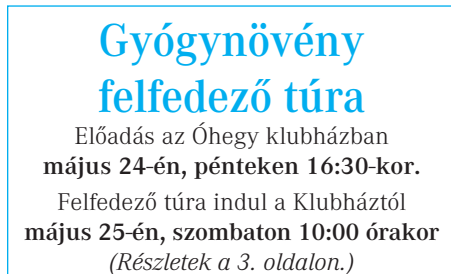 Gyógynövény
felfedező túra
Előadás az Óhegy klubházban
május 24-én, pénteken 16:30-kor.
Felfedező túra indul a Klubháztól
május 25-én, szombaton 10:00 órakor
(Részletek a 3. oldalon.)